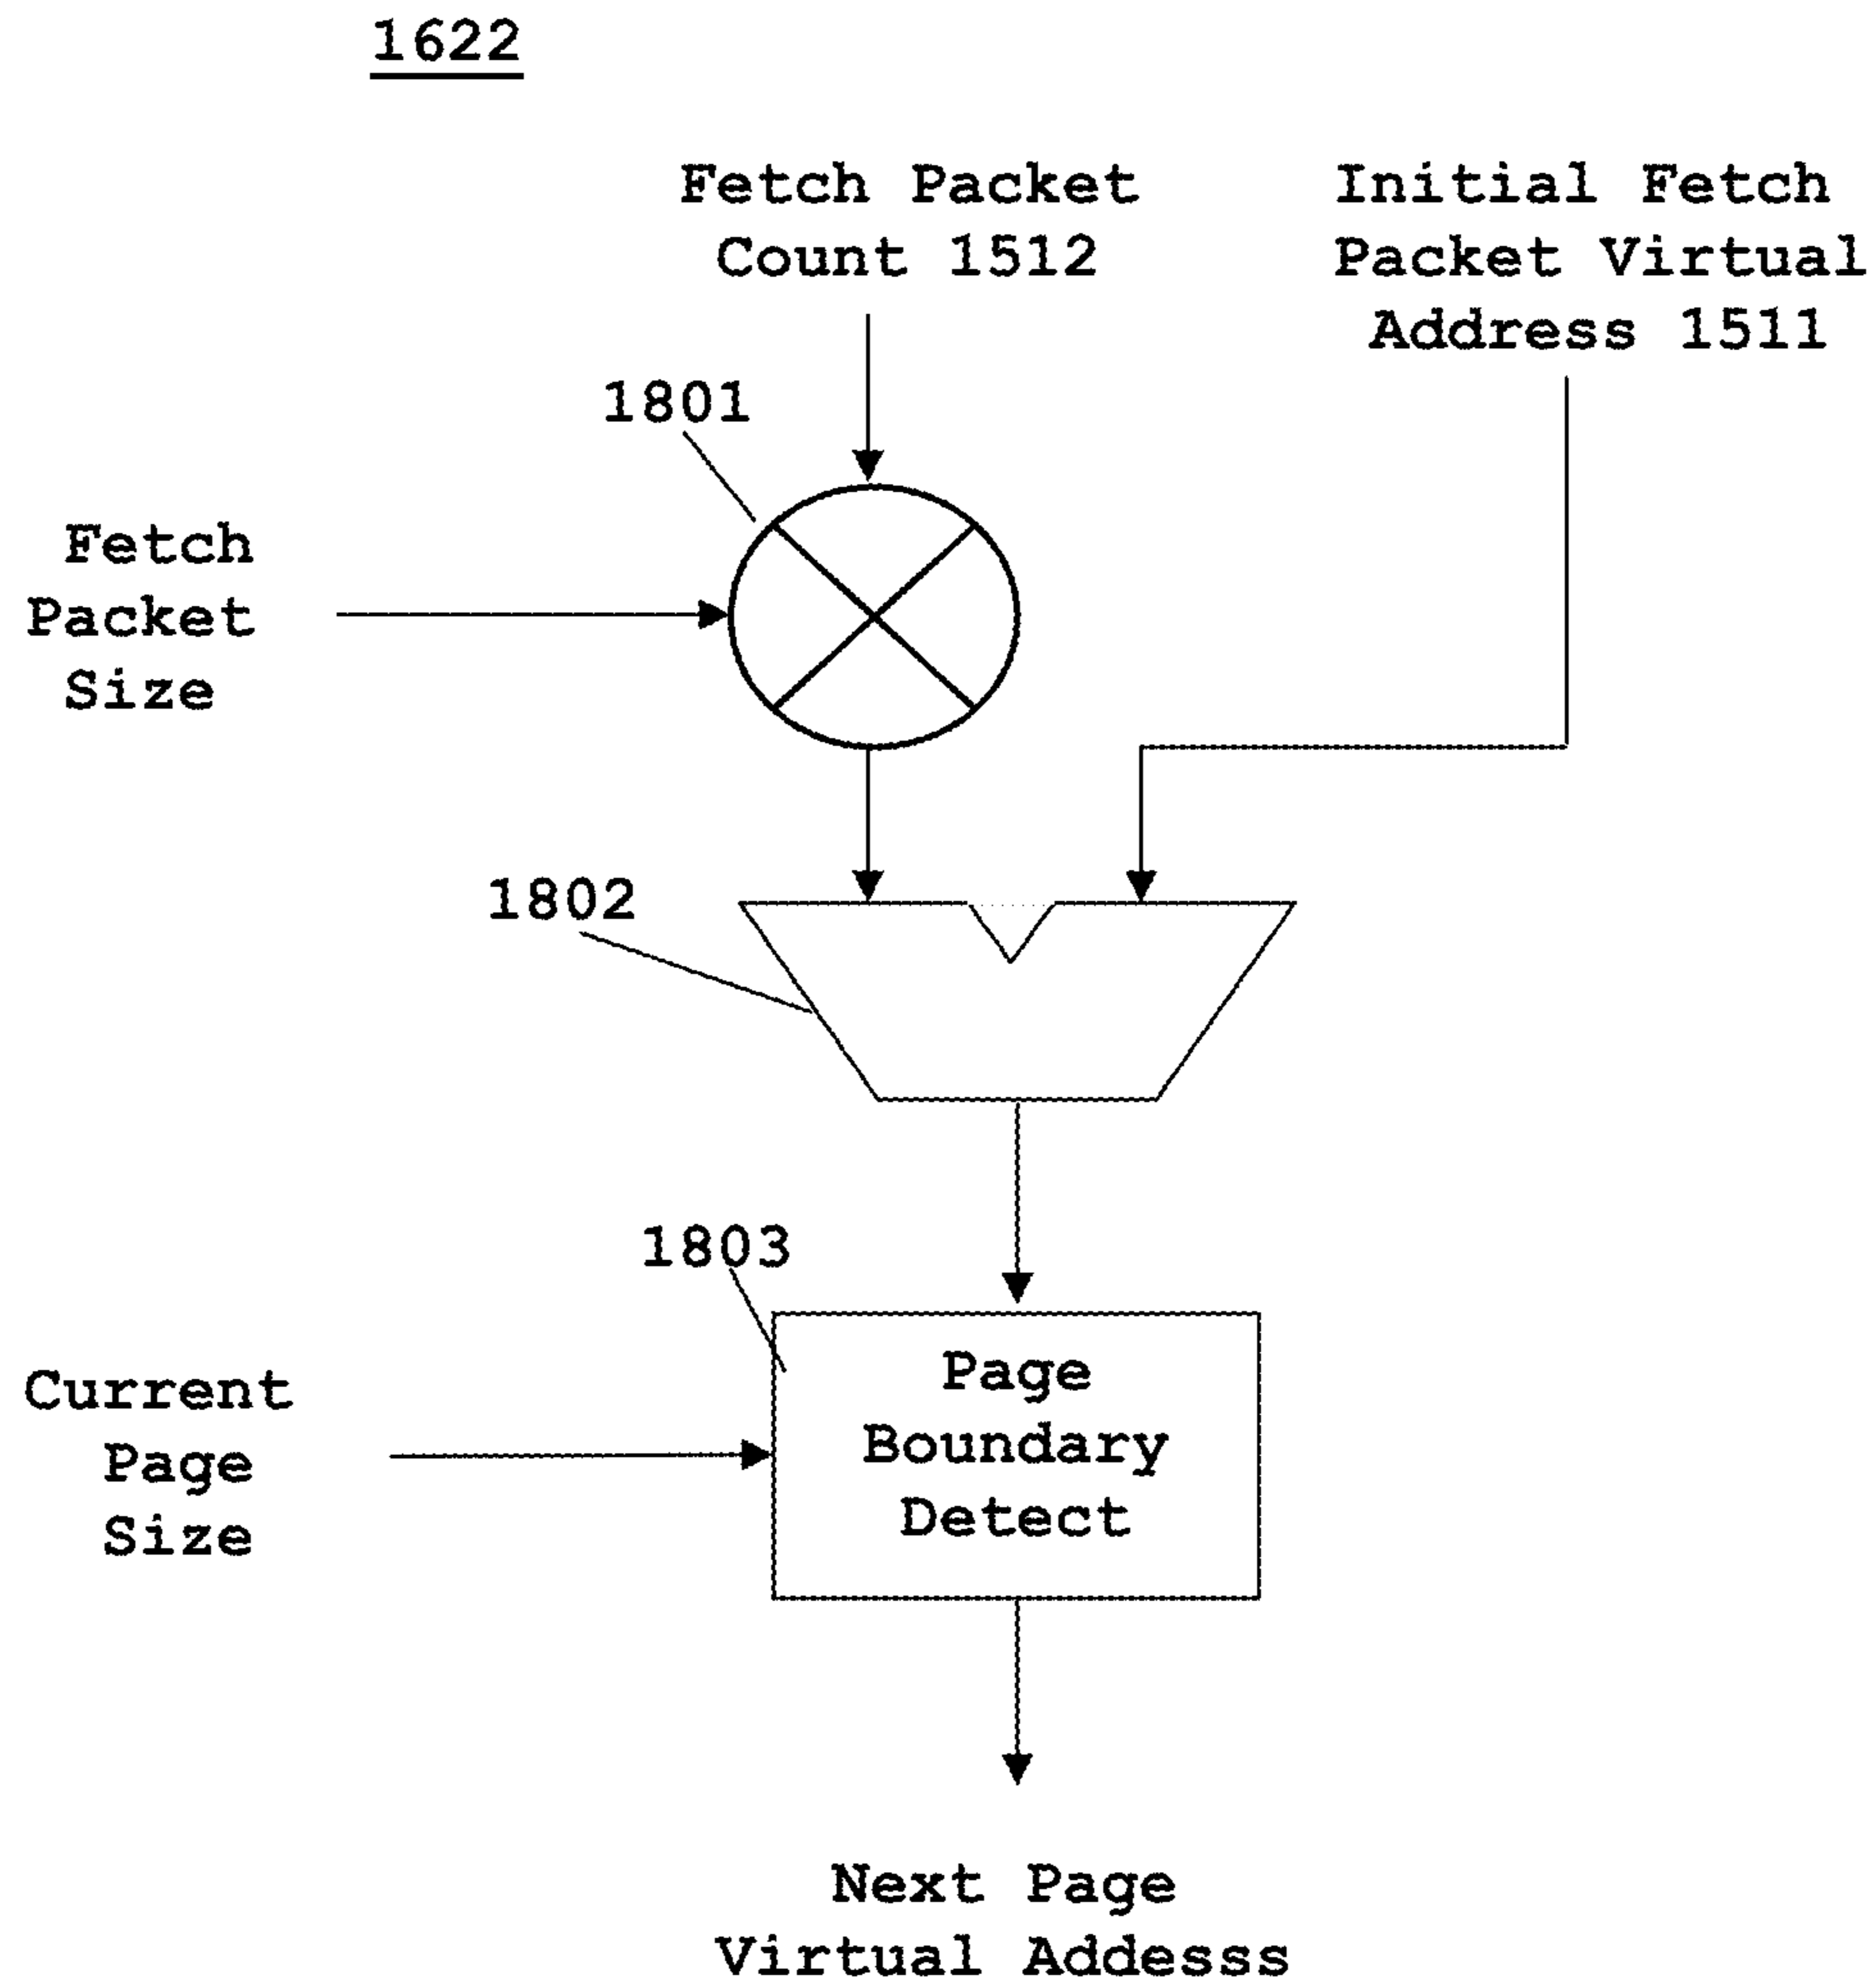 1622
Fetch Packet
Count 1512
Initial Fetch
Packet Virtual
Address 1511
1801
Fetch
Packet
Size
1802
1803
Page
Boundary
Detect
Current
Page
Size
Next Page
Virtual Addesss